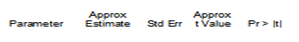 Approx Approx
Parameter Estimate Std Err t Value Pr > |t|